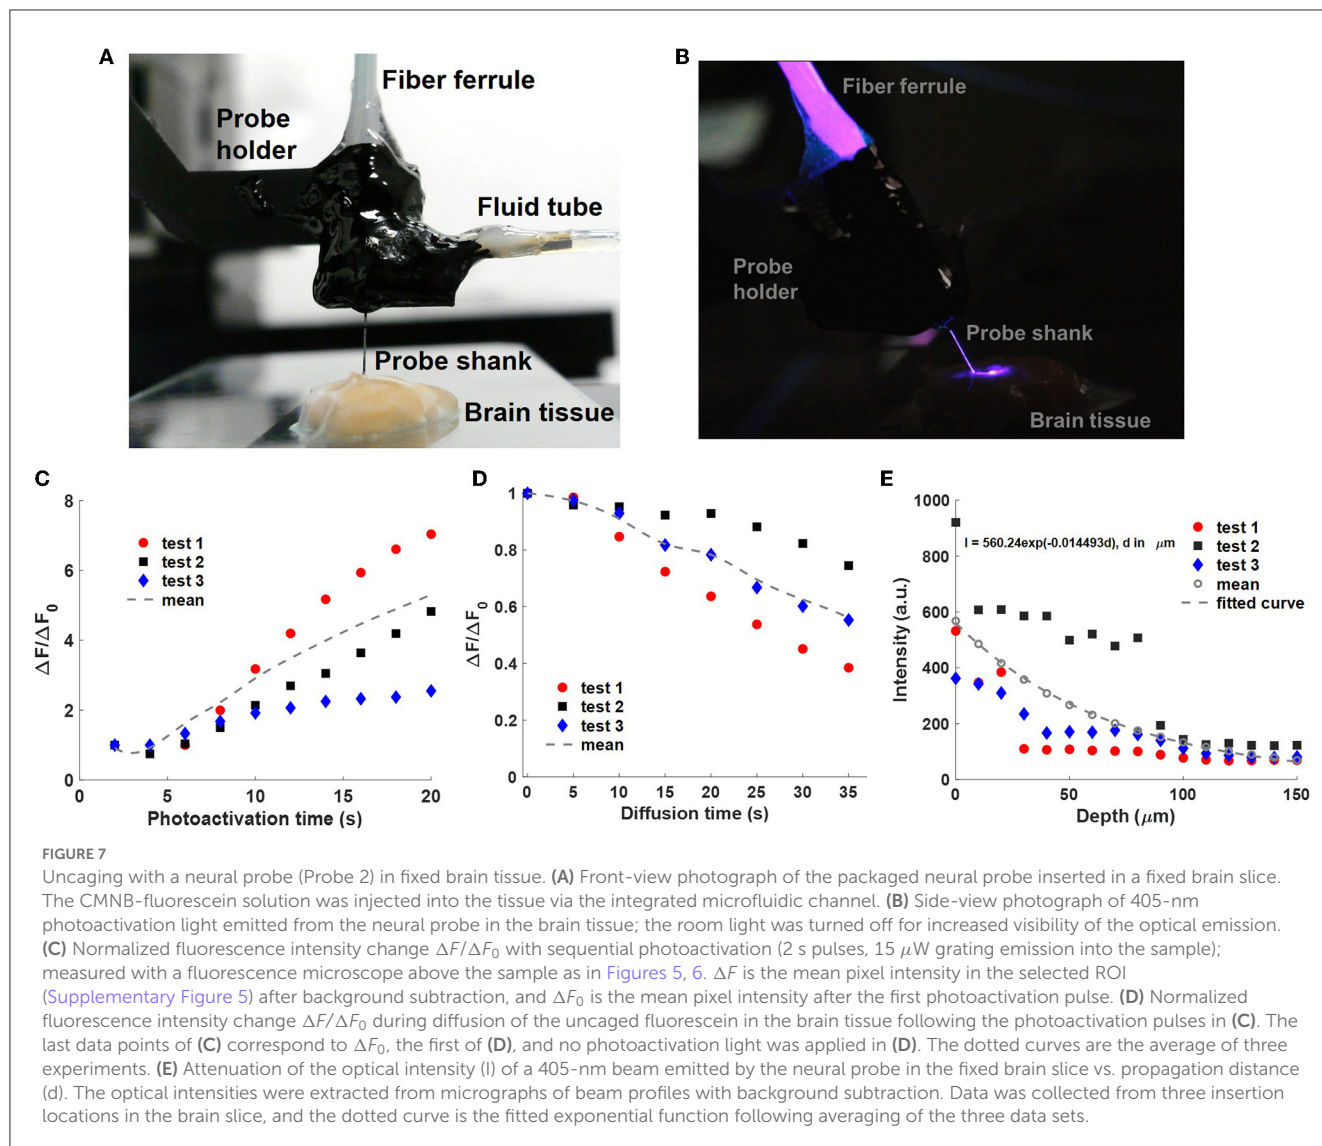 A
Fiber ferrule
Probe
holder
Fluid tube
Probe shank
Brain tissue
B
Fiber ferrule
Probe
holder
Probe shank
Brain tissue
C
8
6
4
2
0
ΔF/ΔF0
test 1
test 2
test 3
mean
0 5 10 15 20
Photoactivation time (s)
D
1
0.8
0.6
0.4
0.2
0
ΔF/ΔF0
test 1
test 2
test 3
mean
0 5 10 15 20 25 30 35
Diffusion time (s)
E
1000
800
600
400
200
0
Intensity (a.u.)
I = 560.24exp(-0.014493d), d in μm
test 1
test 2
test 3
mean
fitted curve
0 50 100 150
Depth (μm)
FIGURE 7
Uncaging with a neural probe (Probe 2) in fixed brain tissue. (A) Front-view photograph of the packaged neural probe inserted in a fixed brain slice.
The CMNB-fluorescein solution was injected into the tissue via the integrated microfluidic channel. (B) Side-view photograph of 405-nm
photoactivation light emitted from the neural probe in the brain tissue; the room light was turned off for increased visibility of the optical emission.
(C) Normalized fluorescence intensity change ΔF/ΔF0 with sequential photoactivation (2 s pulses, 15 μW grating emission into the sample);
measured with a fluorescence microscope above the sample as in Figures 5, 6. ΔF is the mean pixel intensity in the selected ROI
(Supplementary Figure 5) after background subtraction, and ΔF0 is the mean pixel intensity after the first photoactivation pulse. (D) Normalized
fluorescence intensity change ΔF/ΔF0 during diffusion of the uncaged fluorescein in the brain tissue following the photoactivation pulses in (C). The
last data points of (C) correspond to ΔF0, the first of (D), and no photoactivation light was applied in (D). The dotted curves are the average of three
experiments. (E) Attenuation of the optical intensity (I) of a 405-nm beam emitted by the neural probe in the fixed brain slice vs. propagation distance
(d). The optical intensities were extracted from micrographs of beam profiles with background subtraction. Data was collected from three insertion
locations in the brain slice, and the dotted curve is the fitted exponential function following averaging of the three data sets.